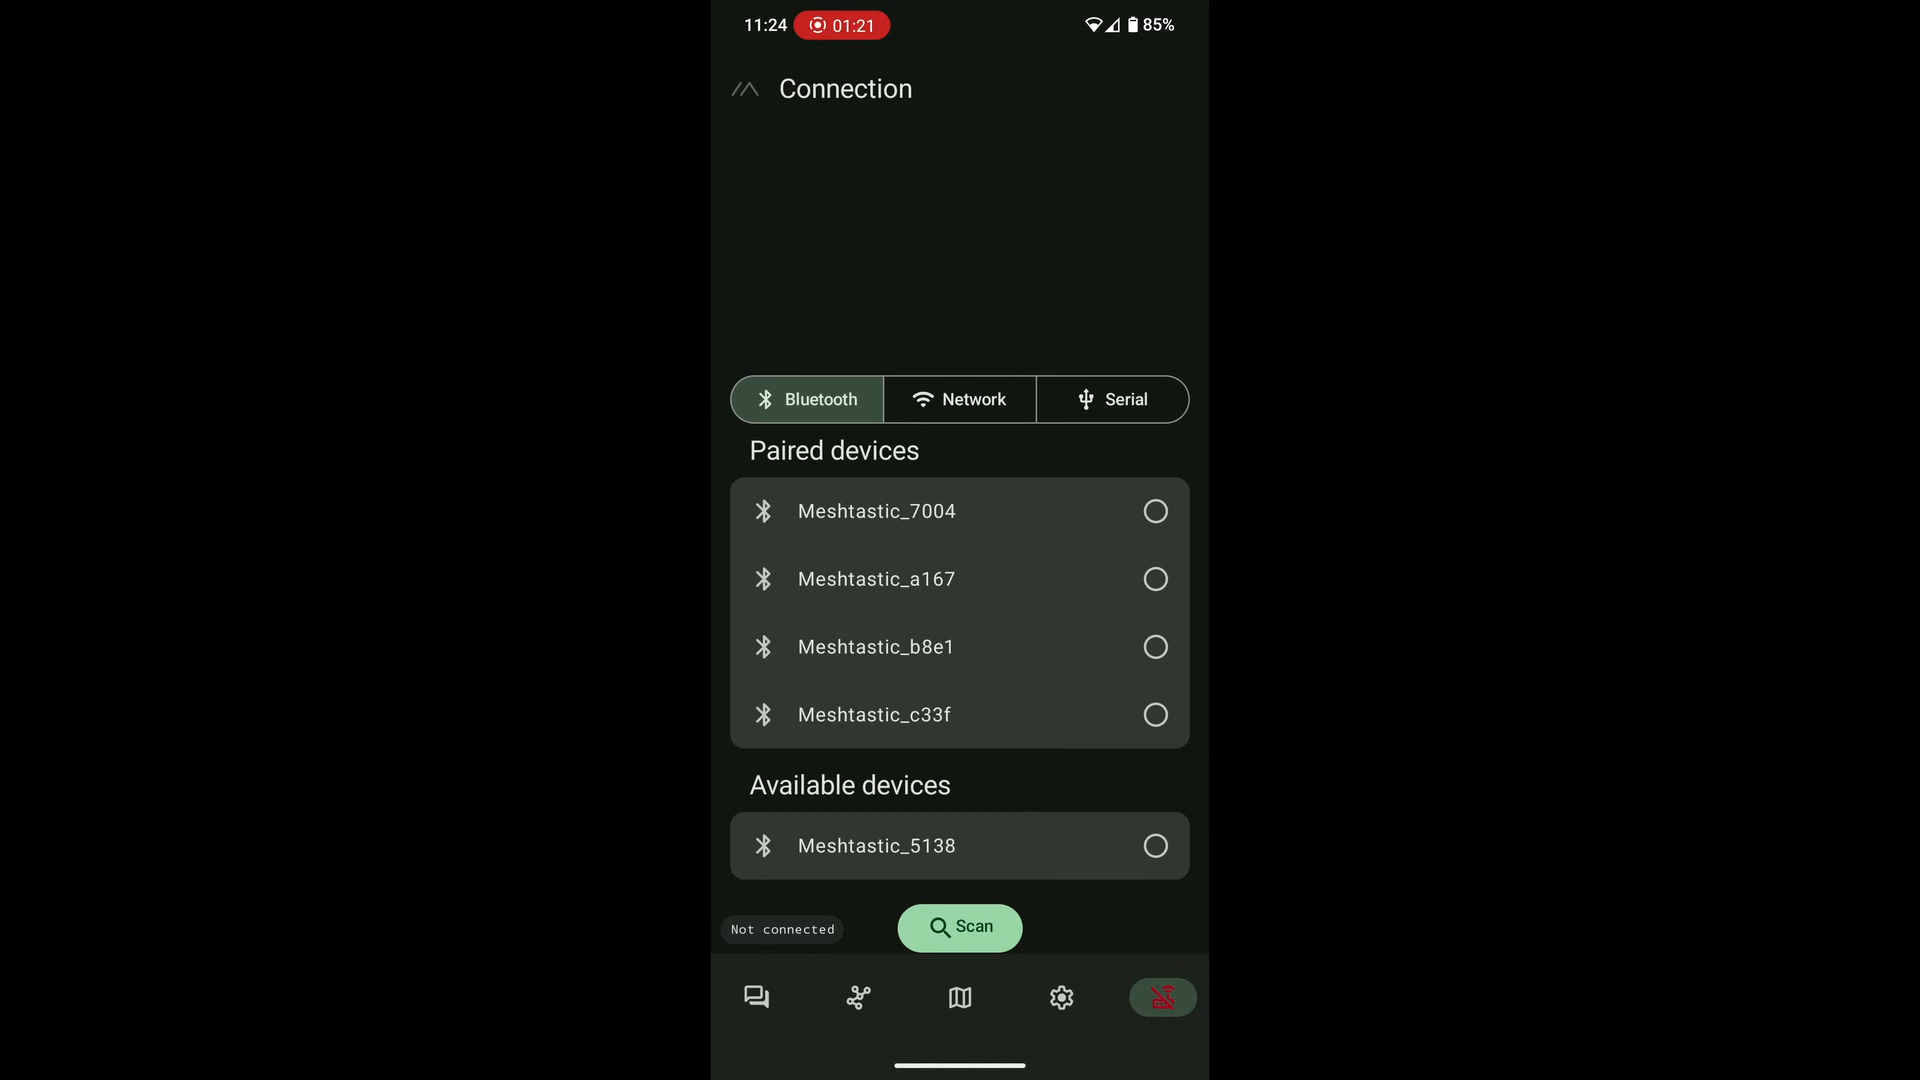 11:24 01:21 85%
Connection
Bluetooth Network Serial
Paired devices
Meshtastic_7004
Meshtastic_a167
Meshtastic_b8e1
Meshtastic_c33f
Available devices
Meshtastic_5138
Not connected Scan